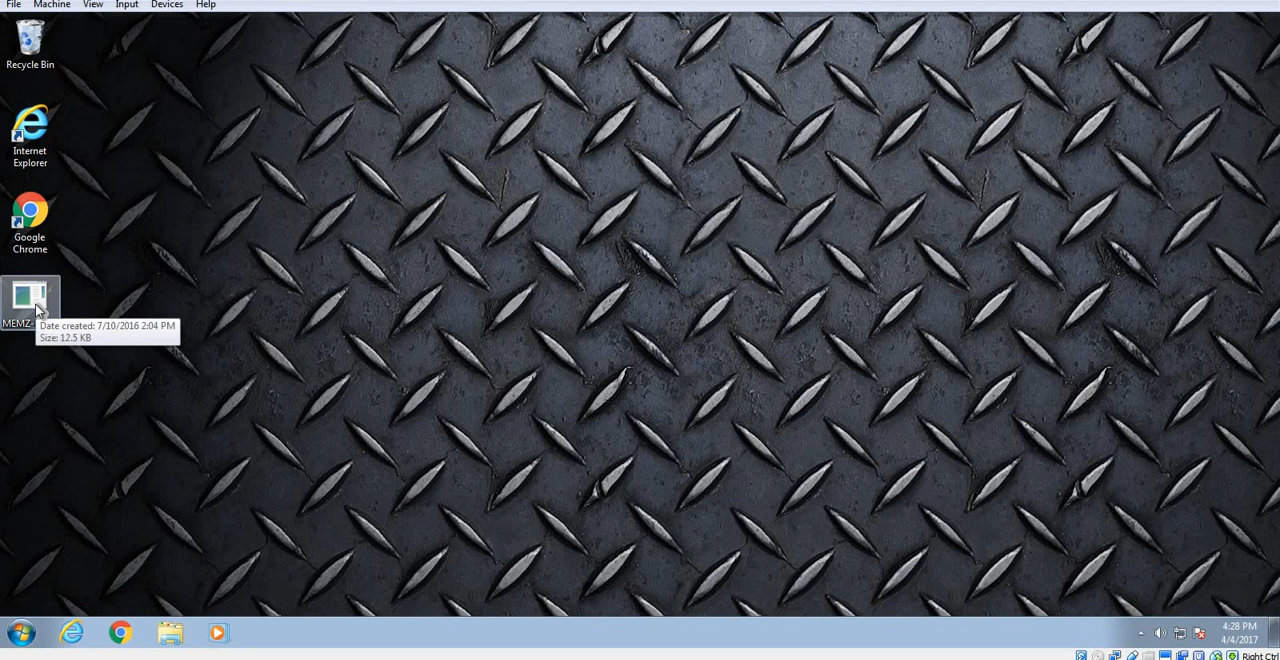 File Machine View Input Devices Help
Recycle Bin
Internet
Explorer
Google
Chrome
MEMZ-
Date created: 7/10/2016 2:04 PM
Size: 12.5 KB
4:28 PM
4/4/2017
Right Ctrl